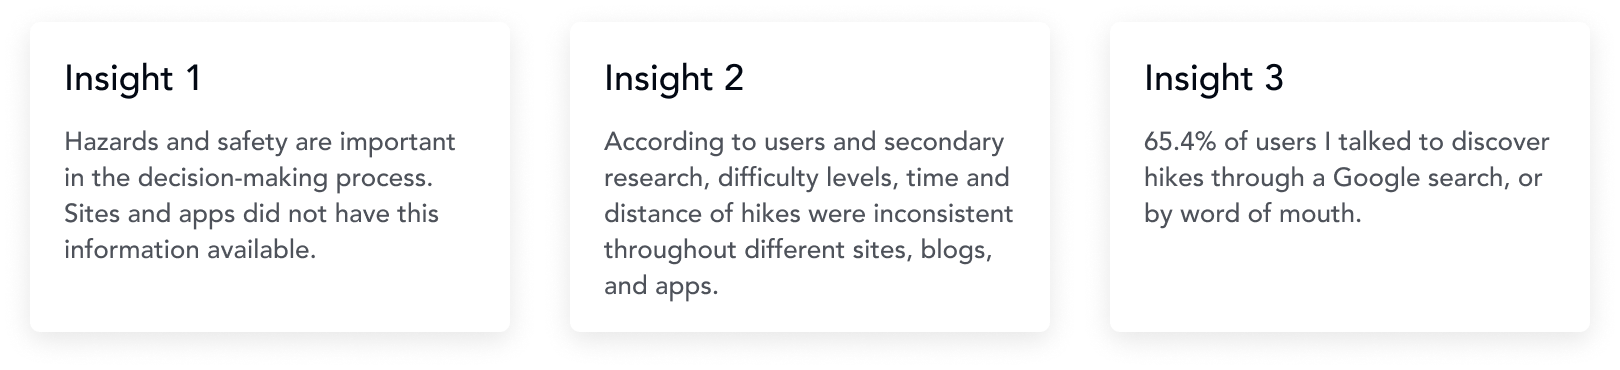 Insight 1
Hazards and safety are important
in the decision-making process.
Sites and apps did not have this
information available.
Insight 2
According to users and secondary
research, difficulty levels, time and
distance of hikes were inconsistent
throughout different sites, blogs,
and apps.
Insight 3
65.4% of users I talked to discover
hikes through a Google search, or
by word of mouth.